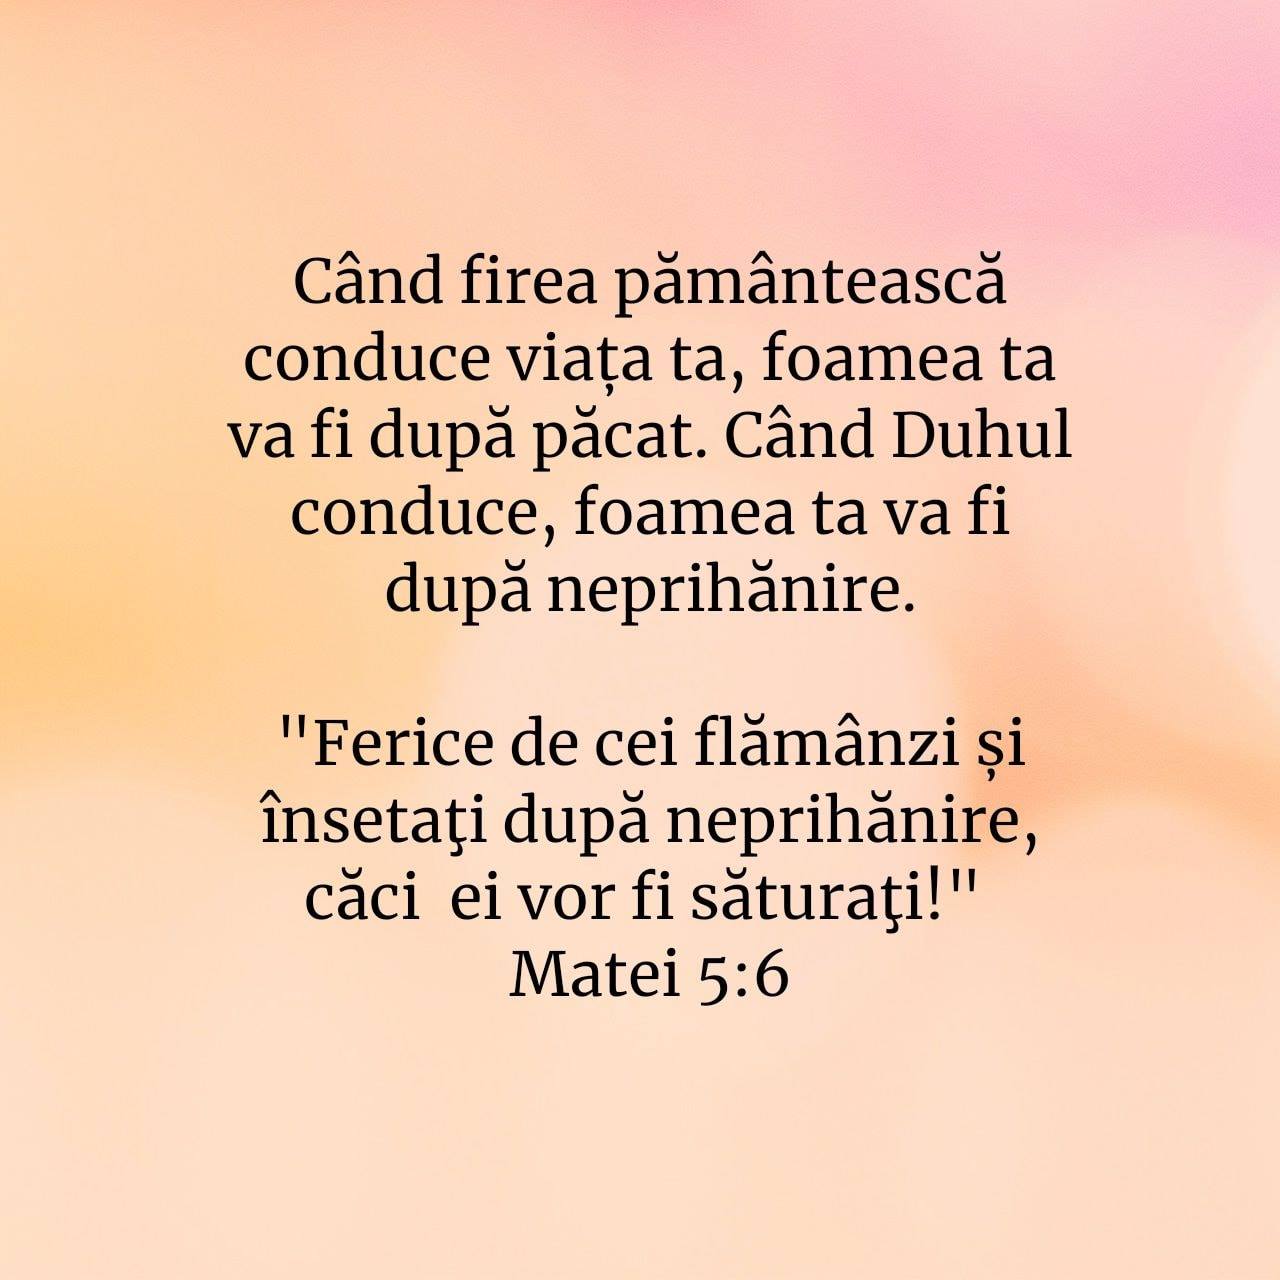 Când firea pământească
conduce viața ta, foamea ta
va fi după păcat. Când Duhul
conduce, foamea ta va fi
după neprihănire.
"Ferice de cei flămânzi și
însetaţi după neprihănire,
căci  ei vor fi săturaţi!"
Matei 5:6